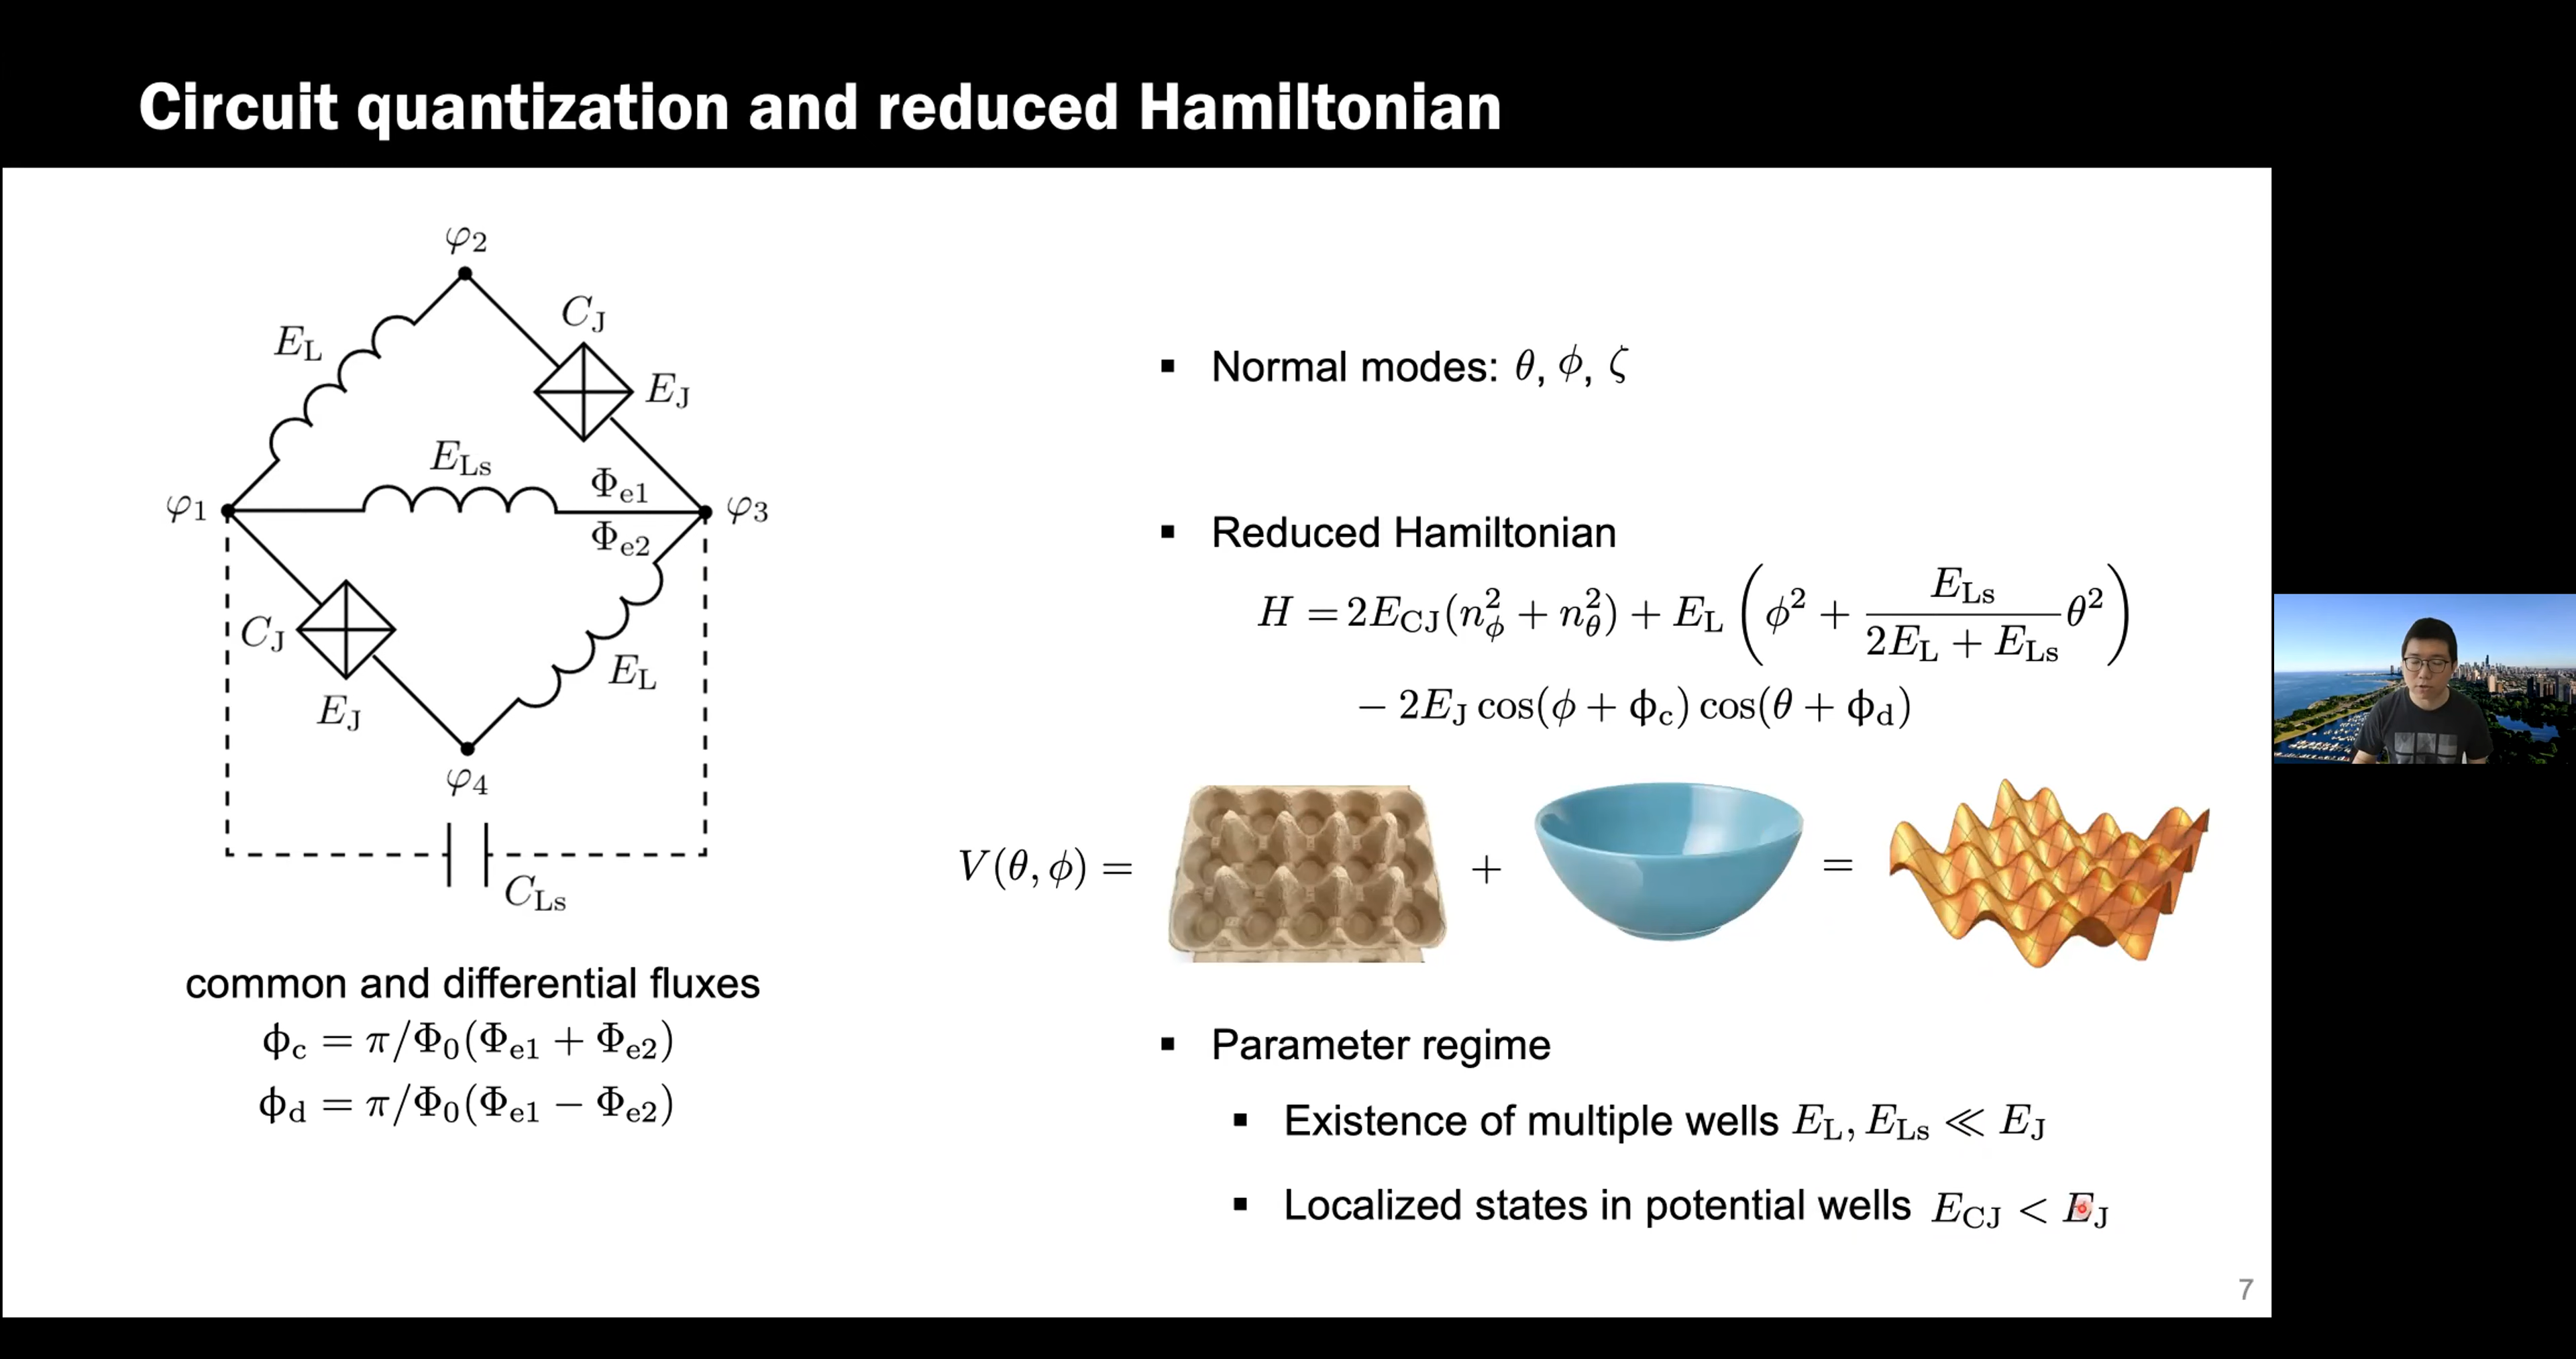 Circuit quantization and reduced Hamiltonian
φ2
C_J
E_L
E_J
E_Ls
Φ_e1
φ1
φ3
Φ_e2
C_J
E_L
E_J
φ4
C_Ls
common and differential fluxes
ϕ_c = π/Φ_0(Φ_e1 + Φ_e2)
ϕ_d = π/Φ_0(Φ_e1 − Φ_e2)
▪ Normal modes: θ, ϕ, ζ
▪ Reduced Hamiltonian
H = 2E_CJ(n_ϕ^2 + n_θ^2) + E_L (ϕ^2 + E_Ls/(2E_L + E_Ls) θ^2)
− 2E_J cos(ϕ + ϕ_c) cos(θ + ϕ_d)
V(θ, ϕ) = + =
▪ Parameter regime
▪ Existence of multiple wells E_L, E_Ls ≪ E_J
▪ Localized states in potential wells E_CJ < E_J
7